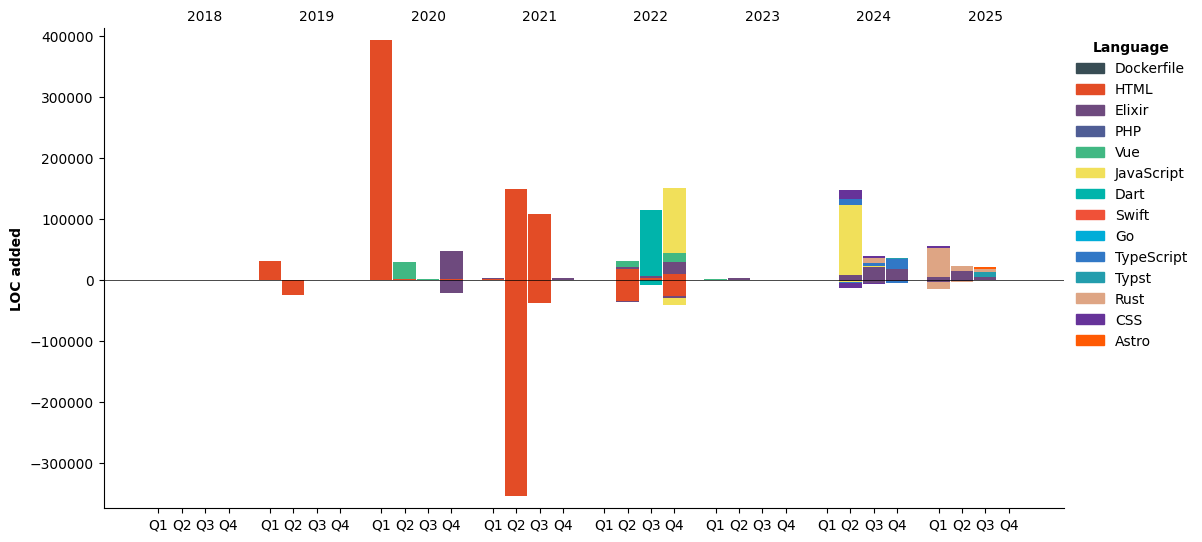 2018 2019 2020 2021 2022 2023 2024 2025
LOC added
400000
300000
200000
100000
0
−100000
−200000
−300000
Q1 Q2 Q3 Q4 Q1 Q2 Q3 Q4 Q1 Q2 Q3 Q4 Q1 Q2 Q3 Q4 Q1 Q2 Q3 Q4 Q1 Q2 Q3 Q4 Q1 Q2 Q3 Q4 Q1 Q2 Q3 Q4
Language
Dockerfile
HTML
Elixir
PHP
Vue
JavaScript
Dart
Swift
Go
TypeScript
Typst
Rust
CSS
Astro